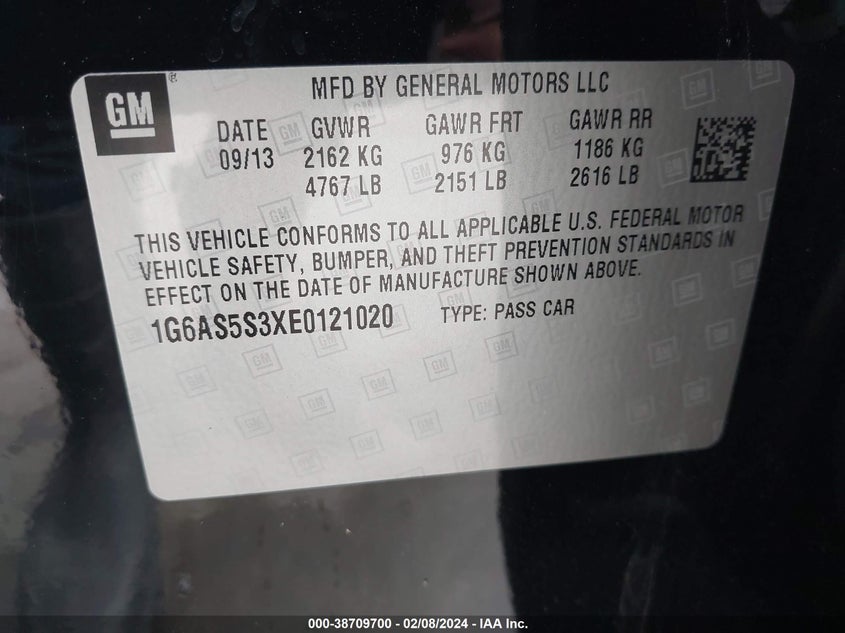 GM
MFD BY GENERAL MOTORS LLC
DATE GVWR GAWR FRT GAWR RR
09/13 2162 KG 976 KG 1186 KG
4767 LB 2151 LB 2616 LB
THIS VEHICLE CONFORMS TO ALL APPLICABLE U.S. FEDERAL MOTOR
VEHICLE SAFETY, BUMPER, AND THEFT PREVENTION STANDARDS IN
EFFECT ON THE DATE OF MANUFACTURE SHOWN ABOVE.
1G6AS5S3XE0121020 TYPE: PASS CAR
000-38709700 - 02/08/2024 - IAA Inc.